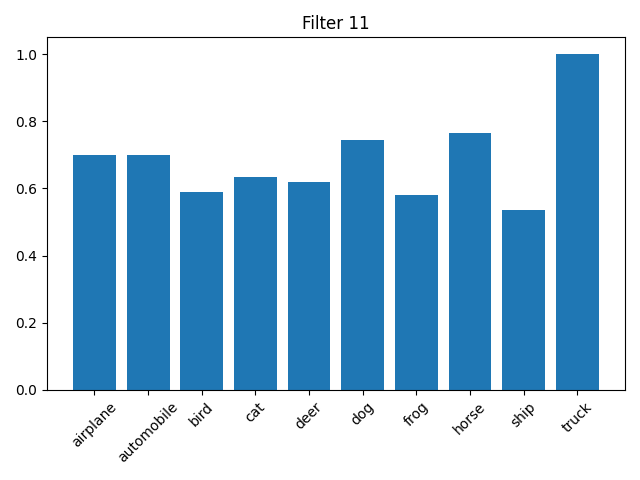 Filter 11
1.0
0.8
0.6
0.4
0.2
0.0
airplane
automobile
bird
cat
deer
dog
frog
horse
ship
truck